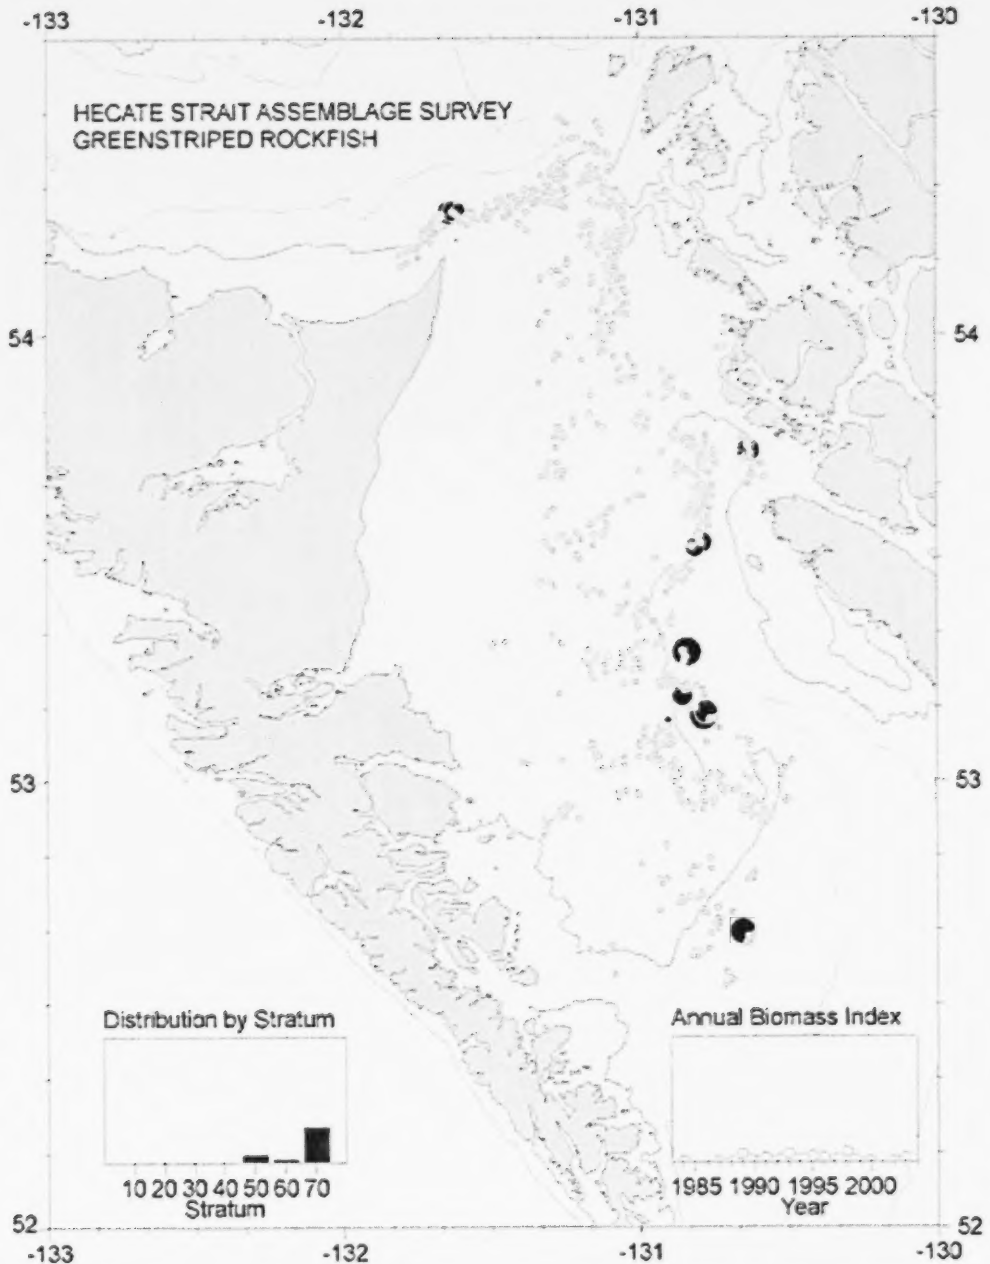 -133 -132 -131 -130
HECATE STRAIT ASSEMBLAGE SURVEY
GREENSTRIPED ROCKFISH
54 54
53 53
Distribution by Stratum
10 20 30 40 50 60 70
Stratum
Annual Biomass Index
1985 1990 1995 2000
Year
52 52
-133 -132 -131 -130